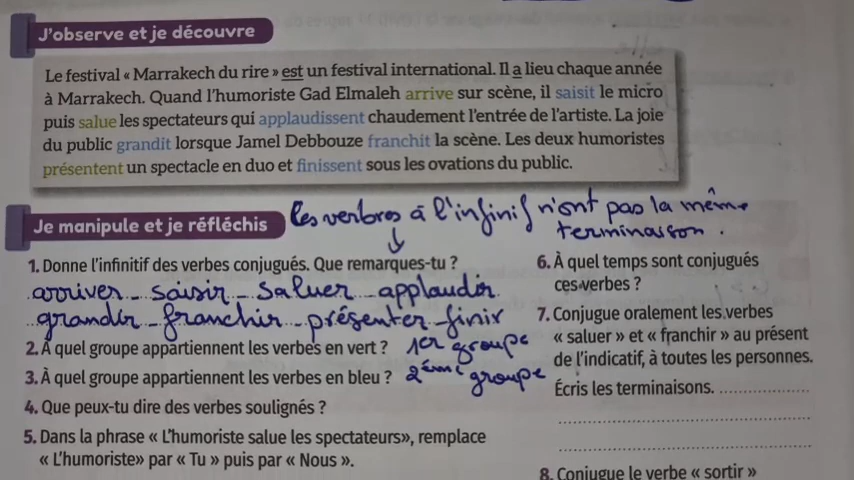 J'observe et je découvre
Le festival « Marrakech du rire » est un festival international. Il a lieu chaque année
à Marrakech. Quand l'humoriste Gad Elmaleh arrive sur scène, il saisit le micro
puis salue les spectateurs qui applaudissent chaudement l'entrée de l'artiste. La joie
du public grandit lorsque Jamel Debbouze franchit la scène. Les deux humoristes
présentent un spectacle en duo et finissent sous les ovations du public.
Je manipule et je réfléchis
les verbres à l'infinif n'ont pas la même
terminaison.
1. Donne l'infinitif des verbes conjugués. Que remarques-tu ?
arriver - saisir - saluer - applaudir
grandir - franchir - présenter - finir
2. À quel groupe appartiennent les verbes en vert ? 1er groupe
3. À quel groupe appartiennent les verbes en bleu ? 2émé groupe
4. Que peux-tu dire des verbes soulignés ?
5. Dans la phrase « L'humoriste salue les spectateurs», remplace
« L'humoriste» par « Tu » puis par « Nous ».
6. À quel temps sont conjugués
ces verbes ?
7. Conjugue oralement les verbes
« saluer » et « franchir » au présent
de l'indicatif, à toutes les personnes.
Écris les terminaisons.
8. Conjugue le verbe « sortir »